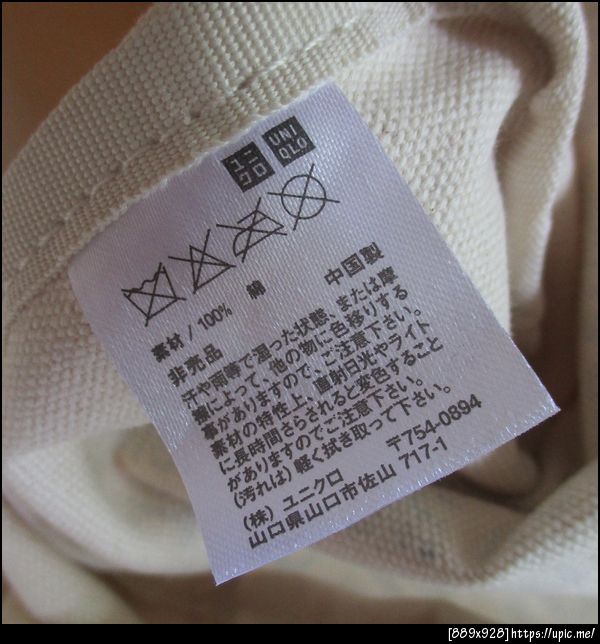 ユニ
クロ
UNI
QLO
素材 / 100% 綿 中国製
非売品
汗や雨等で湿った状態、または摩
擦によって、他の物に色移りする
事がありますので、ご注意下さい。
素材の特性上、直射日光やライト
に長時間さらされると変色すること
がありますのでご注意下さい。
(汚れは) 軽く拭き取って下さい。
(株) ユニクロ 〒754-0894
山口県山口市佐山 717-1
[889x928]https://upic.me/